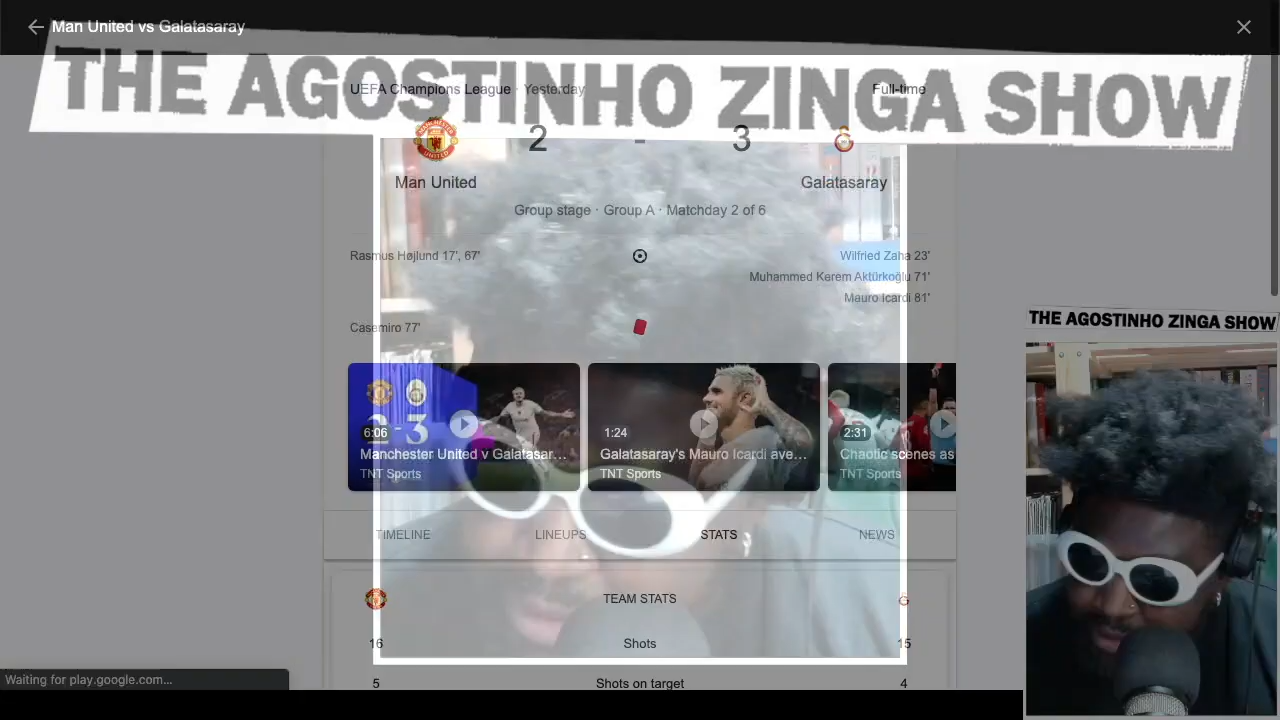 Man United vs Galatasaray
THE AGOSTINHO ZINGA SHOW
UEFA Champions League · Yesterday
Full-time
2 - 3
Man United
Galatasaray
Group stage · Group A · Matchday 2 of 6
Rasmus Højlund 17', 67'
Wilfried Zaha 23'
Muhammed Kerem Aktürkoğlu 71'
Mauro Icardi 81'
Casemiro 77'
THE AGOSTINHO ZINGA SHOW
2-3
6:06
Manchester United v Galatasar...
TNT Sports
1:24
Galatasaray's Mauro Icardi ave...
TNT Sports
2:31
Chaotic scenes as
TNT Sports
TIMELINE
LINEUPS
STATS
NEWS
TEAM STATS
16 Shots 15
5 Shots on target 4
Waiting for play.google.com...